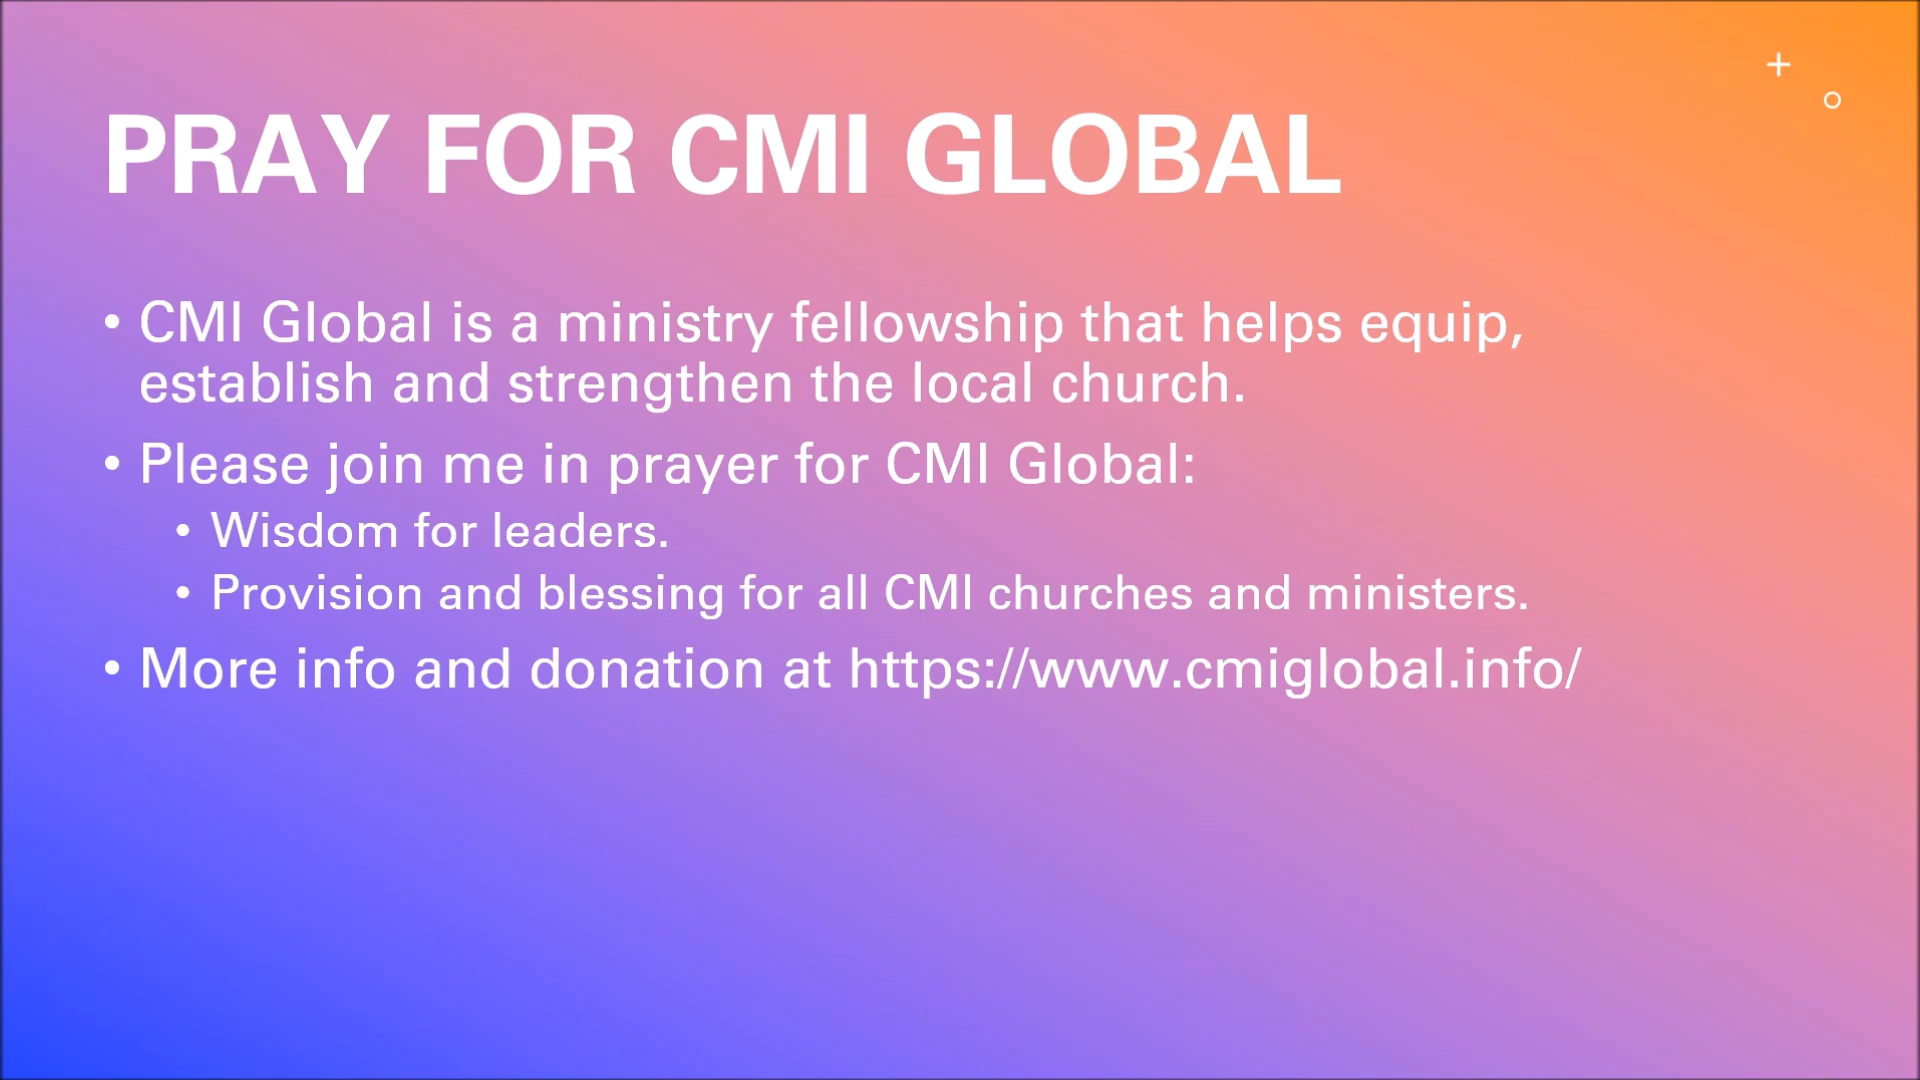 PRAY FOR CMI GLOBAL
• CMI Global is a ministry fellowship that helps equip,
establish and strengthen the local church.
• Please join me in prayer for CMI Global:
• Wisdom for leaders.
• Provision and blessing for all CMI churches and ministers.
• More info and donation at https://www.cmiglobal.info/